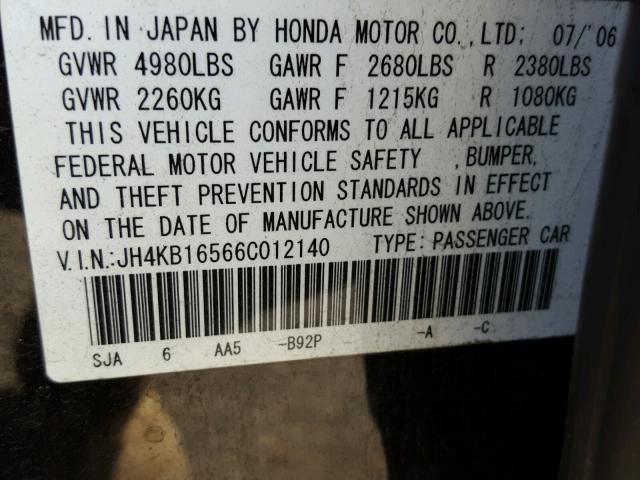 MFD. IN JAPAN BY HONDA MOTOR CO.,LTD; 07/'06
GVWR 4980LBS GAWR F 2680LBS R 2380LBS
GVWR 2260KG GAWR F 1215KG R 1080KG
THIS VEHICLE CONFORMS TO ALL APPLICABLE
FEDERAL MOTOR VEHICLE SAFETY ,BUMPER,
AND THEFT PREVENTION STANDARDS IN EFFECT
ON THE DATE OF MANUFACTURE SHOWN ABOVE.
V.I.N.:JH4KB16566C012140 TYPE: PASSENGER CAR
SJA 6 AA5 -B92P -A -C